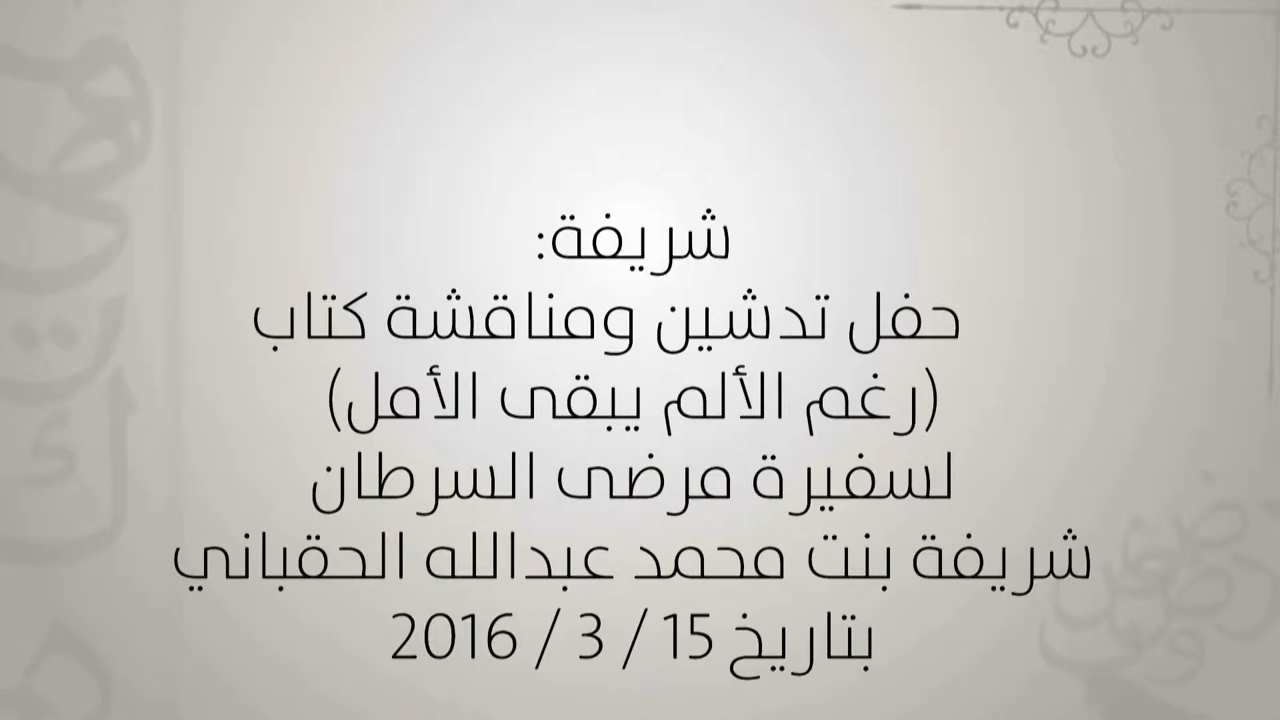 شريفة:
حفل تدشين ومناقشة كتاب
(رغم الألم يبقى الأمل)
لسفيرة مرضى السرطان
شريفة بنت محمد عبدالله الحقباني
بتاريخ 15 / 3 / 2016